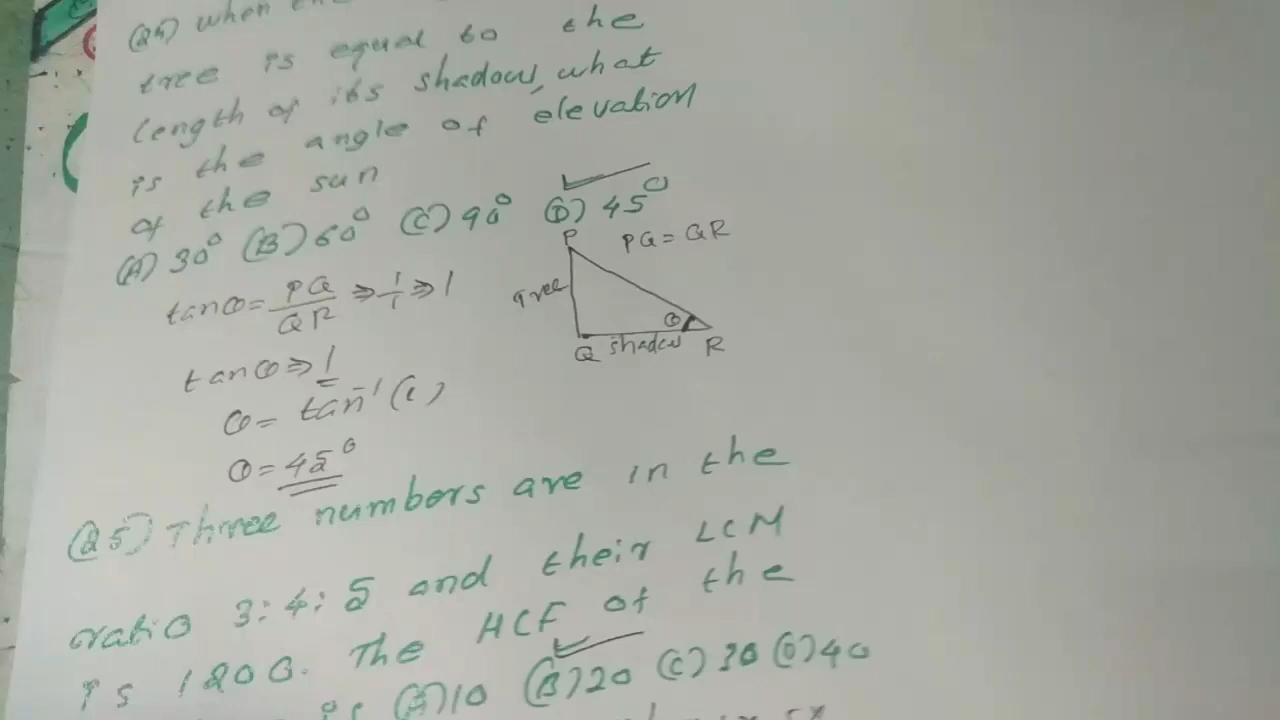 Q4) when the
tree is equal to the
length of its shadow, what
is the angle of elevation
of the sun
(A) 30° (B) 60° (C) 90° (D) 45°
P PQ = QR
tree
Q shadow R
θ
tanθ = PQ/QR ⇒ 1/1 ⇒ 1
tanθ ⇒ 1
θ = tan⁻¹(1)
θ = 45°
Q5) Three numbers are in the
ratio 3:4:5 and their LCM
is 1200. The HCF of the
is (A) 10 (B) 20 (C) 30 (D) 40